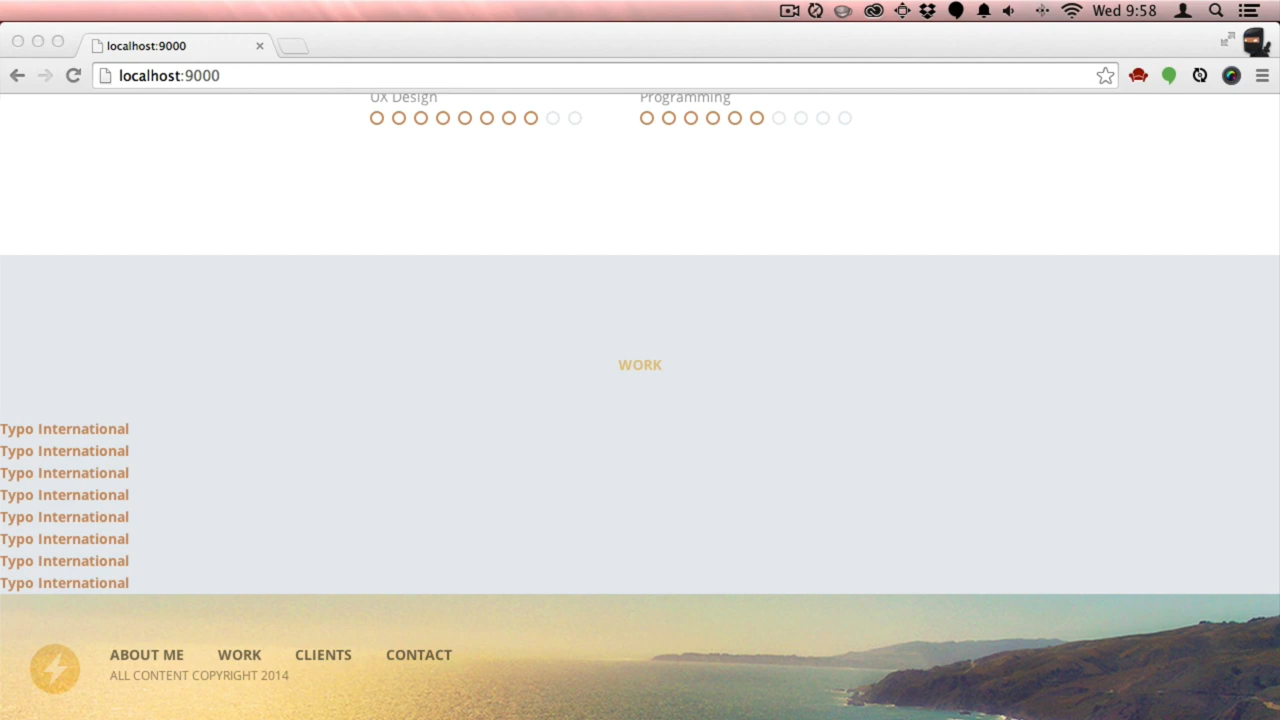 Wed 9:58
localhost:9000
localhost:9000
UX Design
Programming
WORK
Typo International
Typo International
Typo International
Typo International
Typo International
Typo International
Typo International
Typo International
ABOUT ME WORK CLIENTS CONTACT
ALL CONTENT COPYRIGHT 2014